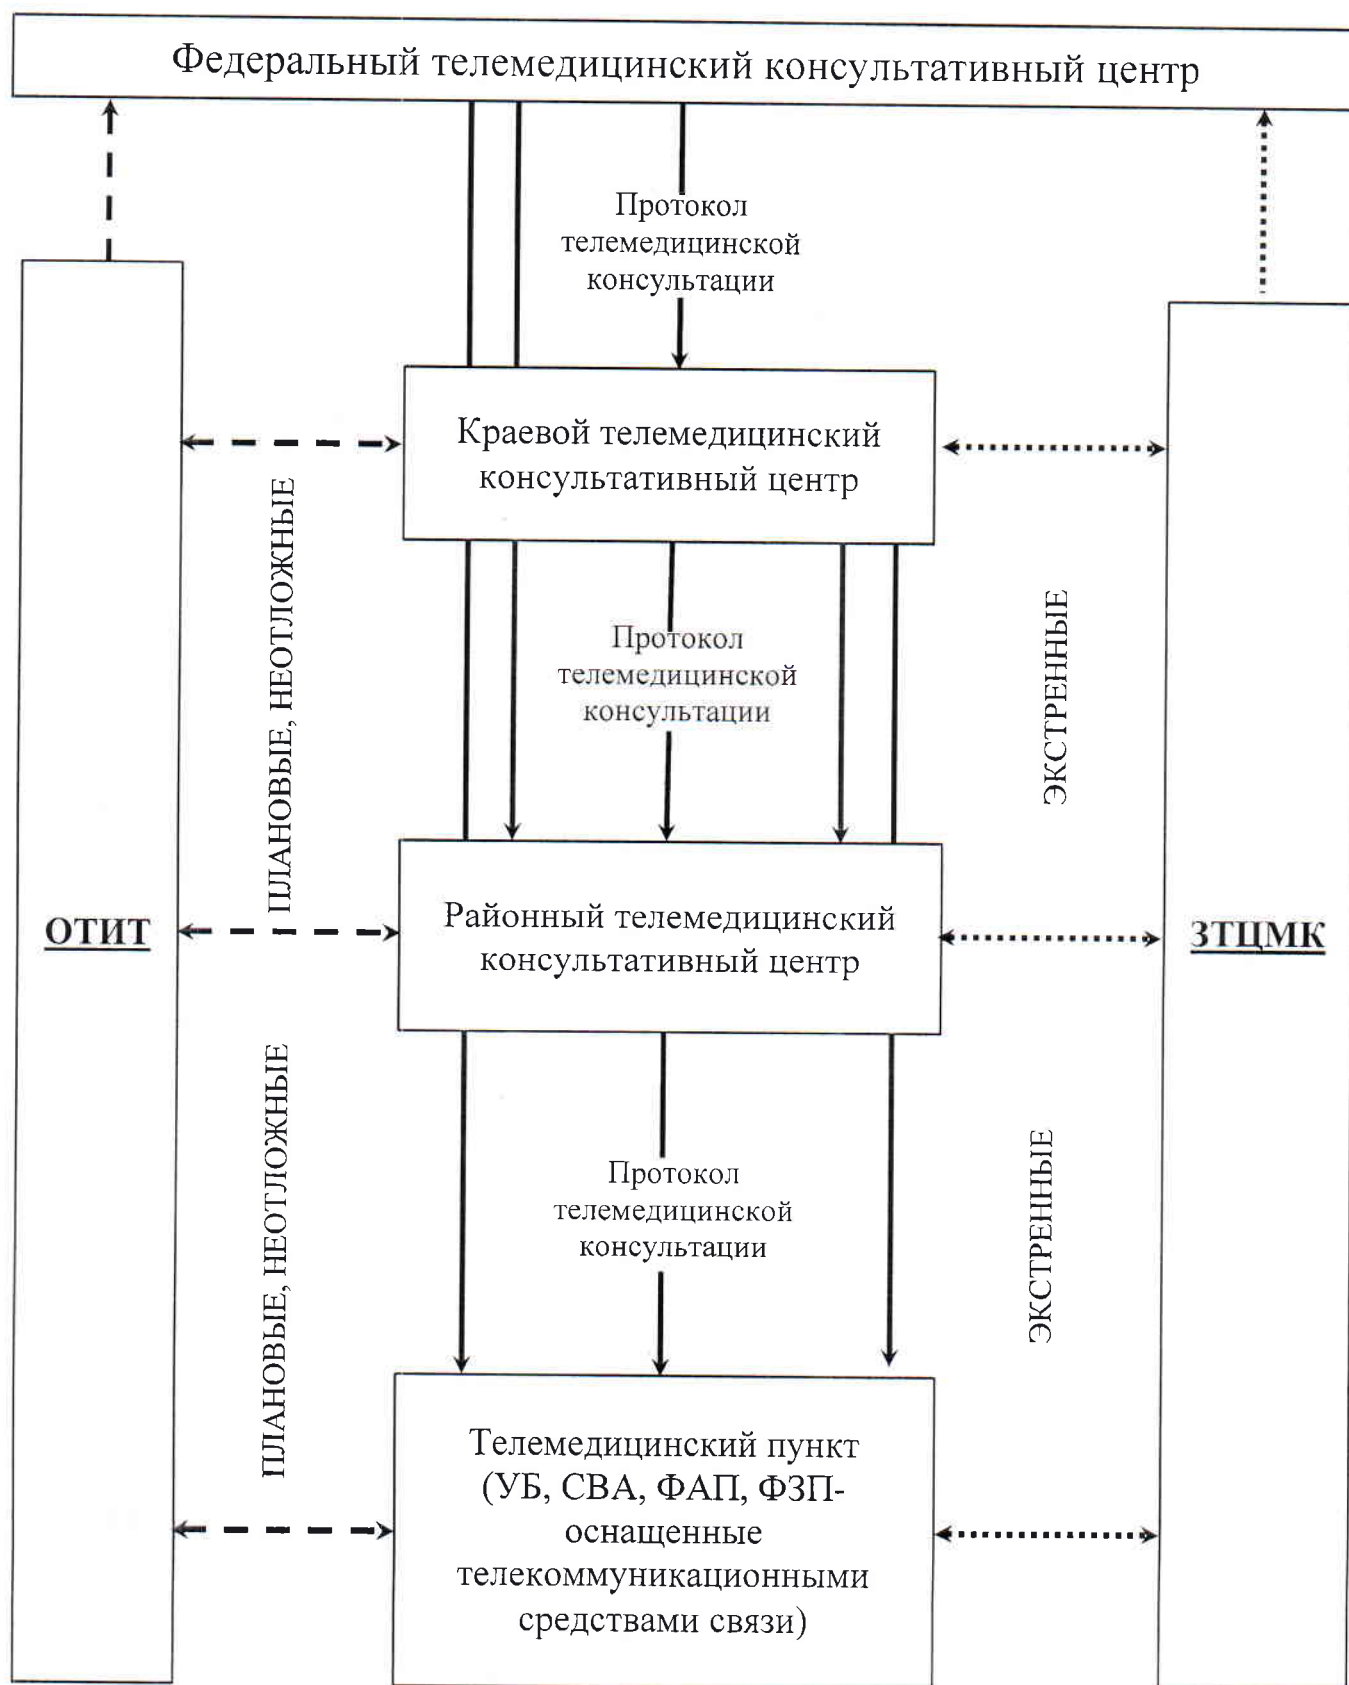 Федеральный телемедицинский консультативный центр
Протокол
телемедицинской
консультации
Краевой телемедицинский
консультативный центр
ПЛАНОВЫЕ, НЕОТЛОЖНЫЕ
Протокол
телемедицинской
консультации
ЭКСТРЕННЫЕ
ОТИТ
Районный телемедицинский
консультативный центр
ЗТЦМК
ПЛАНОВЫЕ, НЕОТЛОЖНЫЕ
Протокол
телемедицинской
консультации
ЭКСТРЕННЫЕ
Телемедицинский пункт
(УБ, СВА, ФАП, ФЗП-
оснащенные
телекоммуникационными
средствами связи)